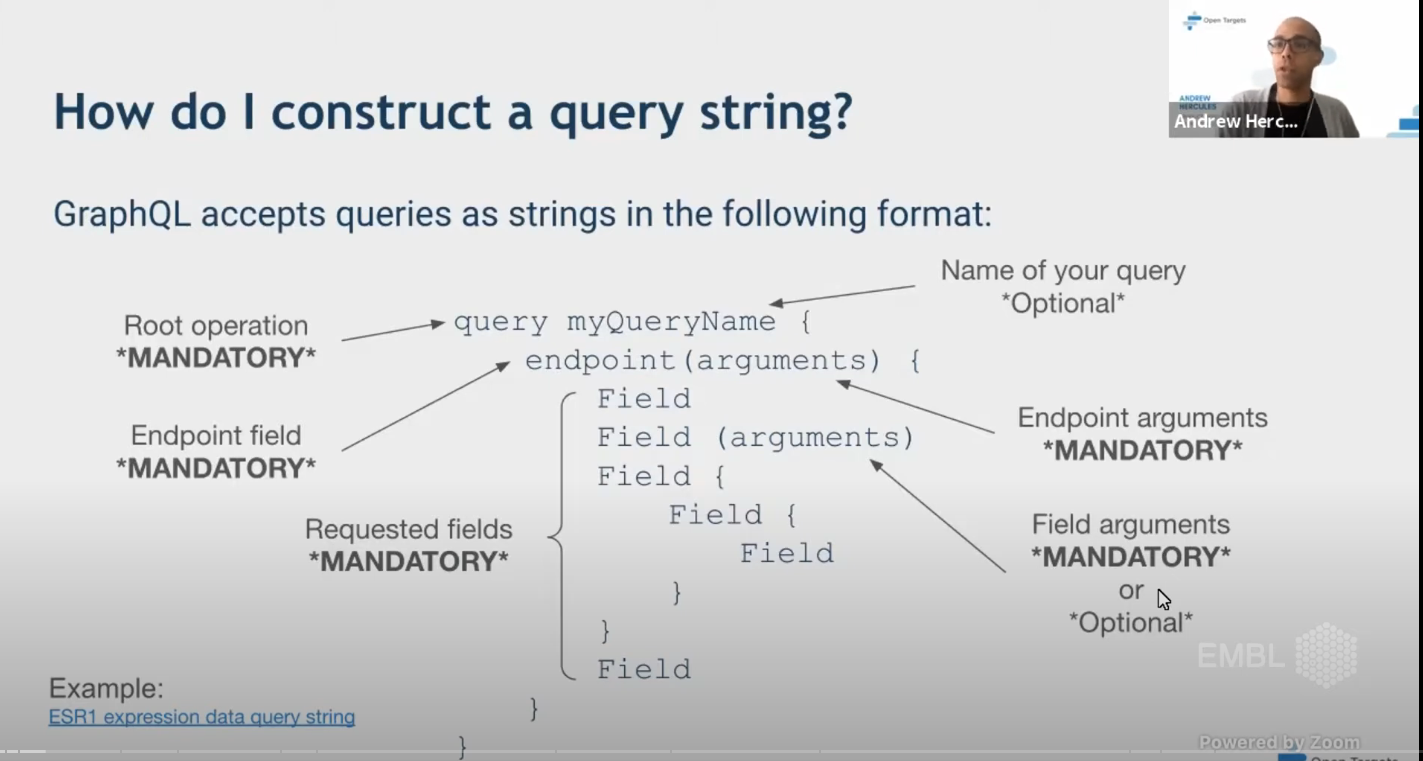 Open Targets
ANDREW
HERCULES
Andrew Herc...
How do I construct a query string?
GraphQL accepts queries as strings in the following format:
Name of your query
*Optional*
Root operation
*MANDATORY*
query myQueryName {
endpoint(arguments) {
Field
Field (arguments)
Field {
Field {
Field
}
}
Field
}
}
Endpoint field
*MANDATORY*
Endpoint arguments
*MANDATORY*
Requested fields
*MANDATORY*
Field arguments
*MANDATORY*
or
*Optional*
EMBL
Example:
ESR1 expression data query string
Powered by Zoom
Open Targets